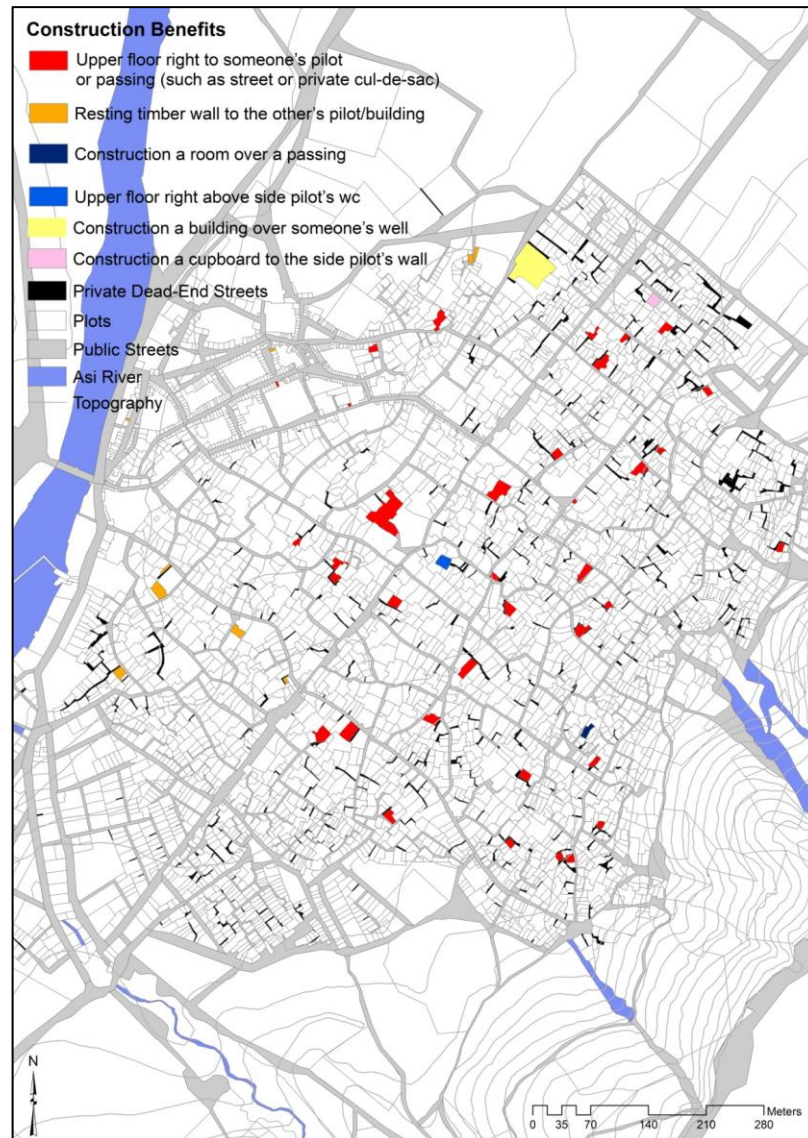 Construction Benefits
Upper floor right to someone's pilot
or passing (such as street or private cul-de-sac)
Resting timber wall to the other's pilot/building
Construction a room over a passing
Upper floor right above side pilot's wc
Construction a building over someone's well
Construction a cupboard to the side pilot's wall
Private Dead-End Streets
Plots
Public Streets
Asi River
Topography
N
Meters
0 35 70 140 210 280